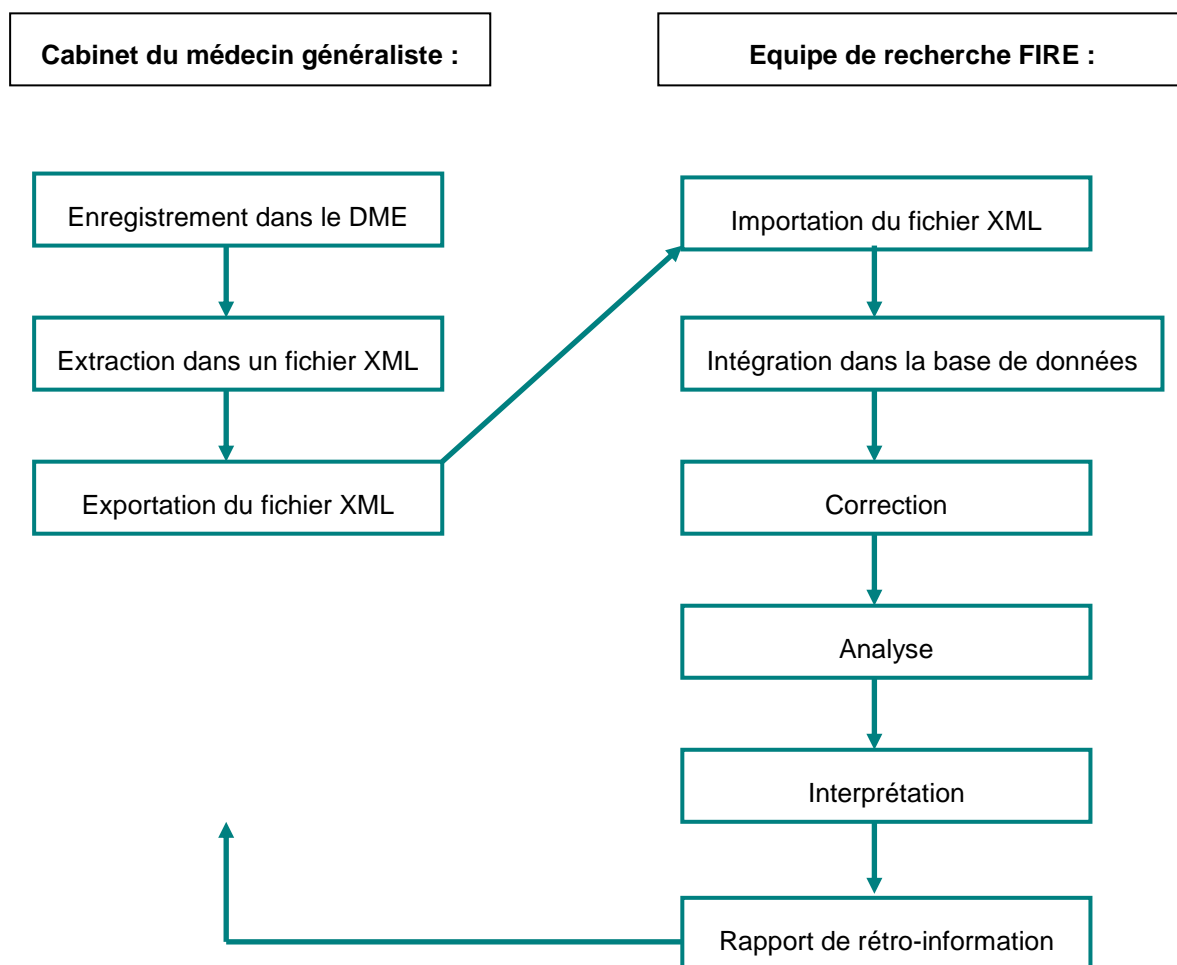 Cabinet du médecin généraliste :
Equipe de recherche FIRE :
Enregistrement dans le DME
Extraction dans un fichier XML
Exportation du fichier XML
Importation du fichier XML
Intégration dans la base de données
Correction
Analyse
Interprétation
Rapport de rétro-information